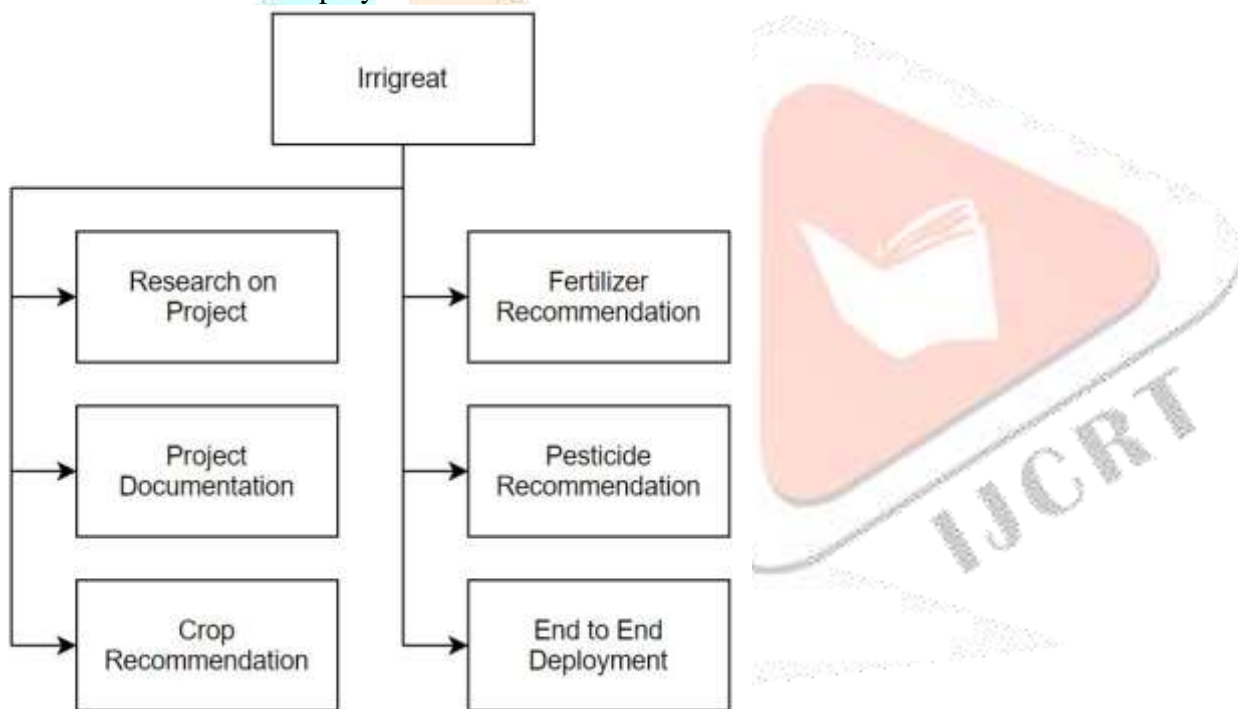 Irrigreat
Research on
Project
Fertilizer
Recommendation
Project
Documentation
Pesticide
Recommendation
Crop
Recommendation
End to End
Deployment
IJCRT